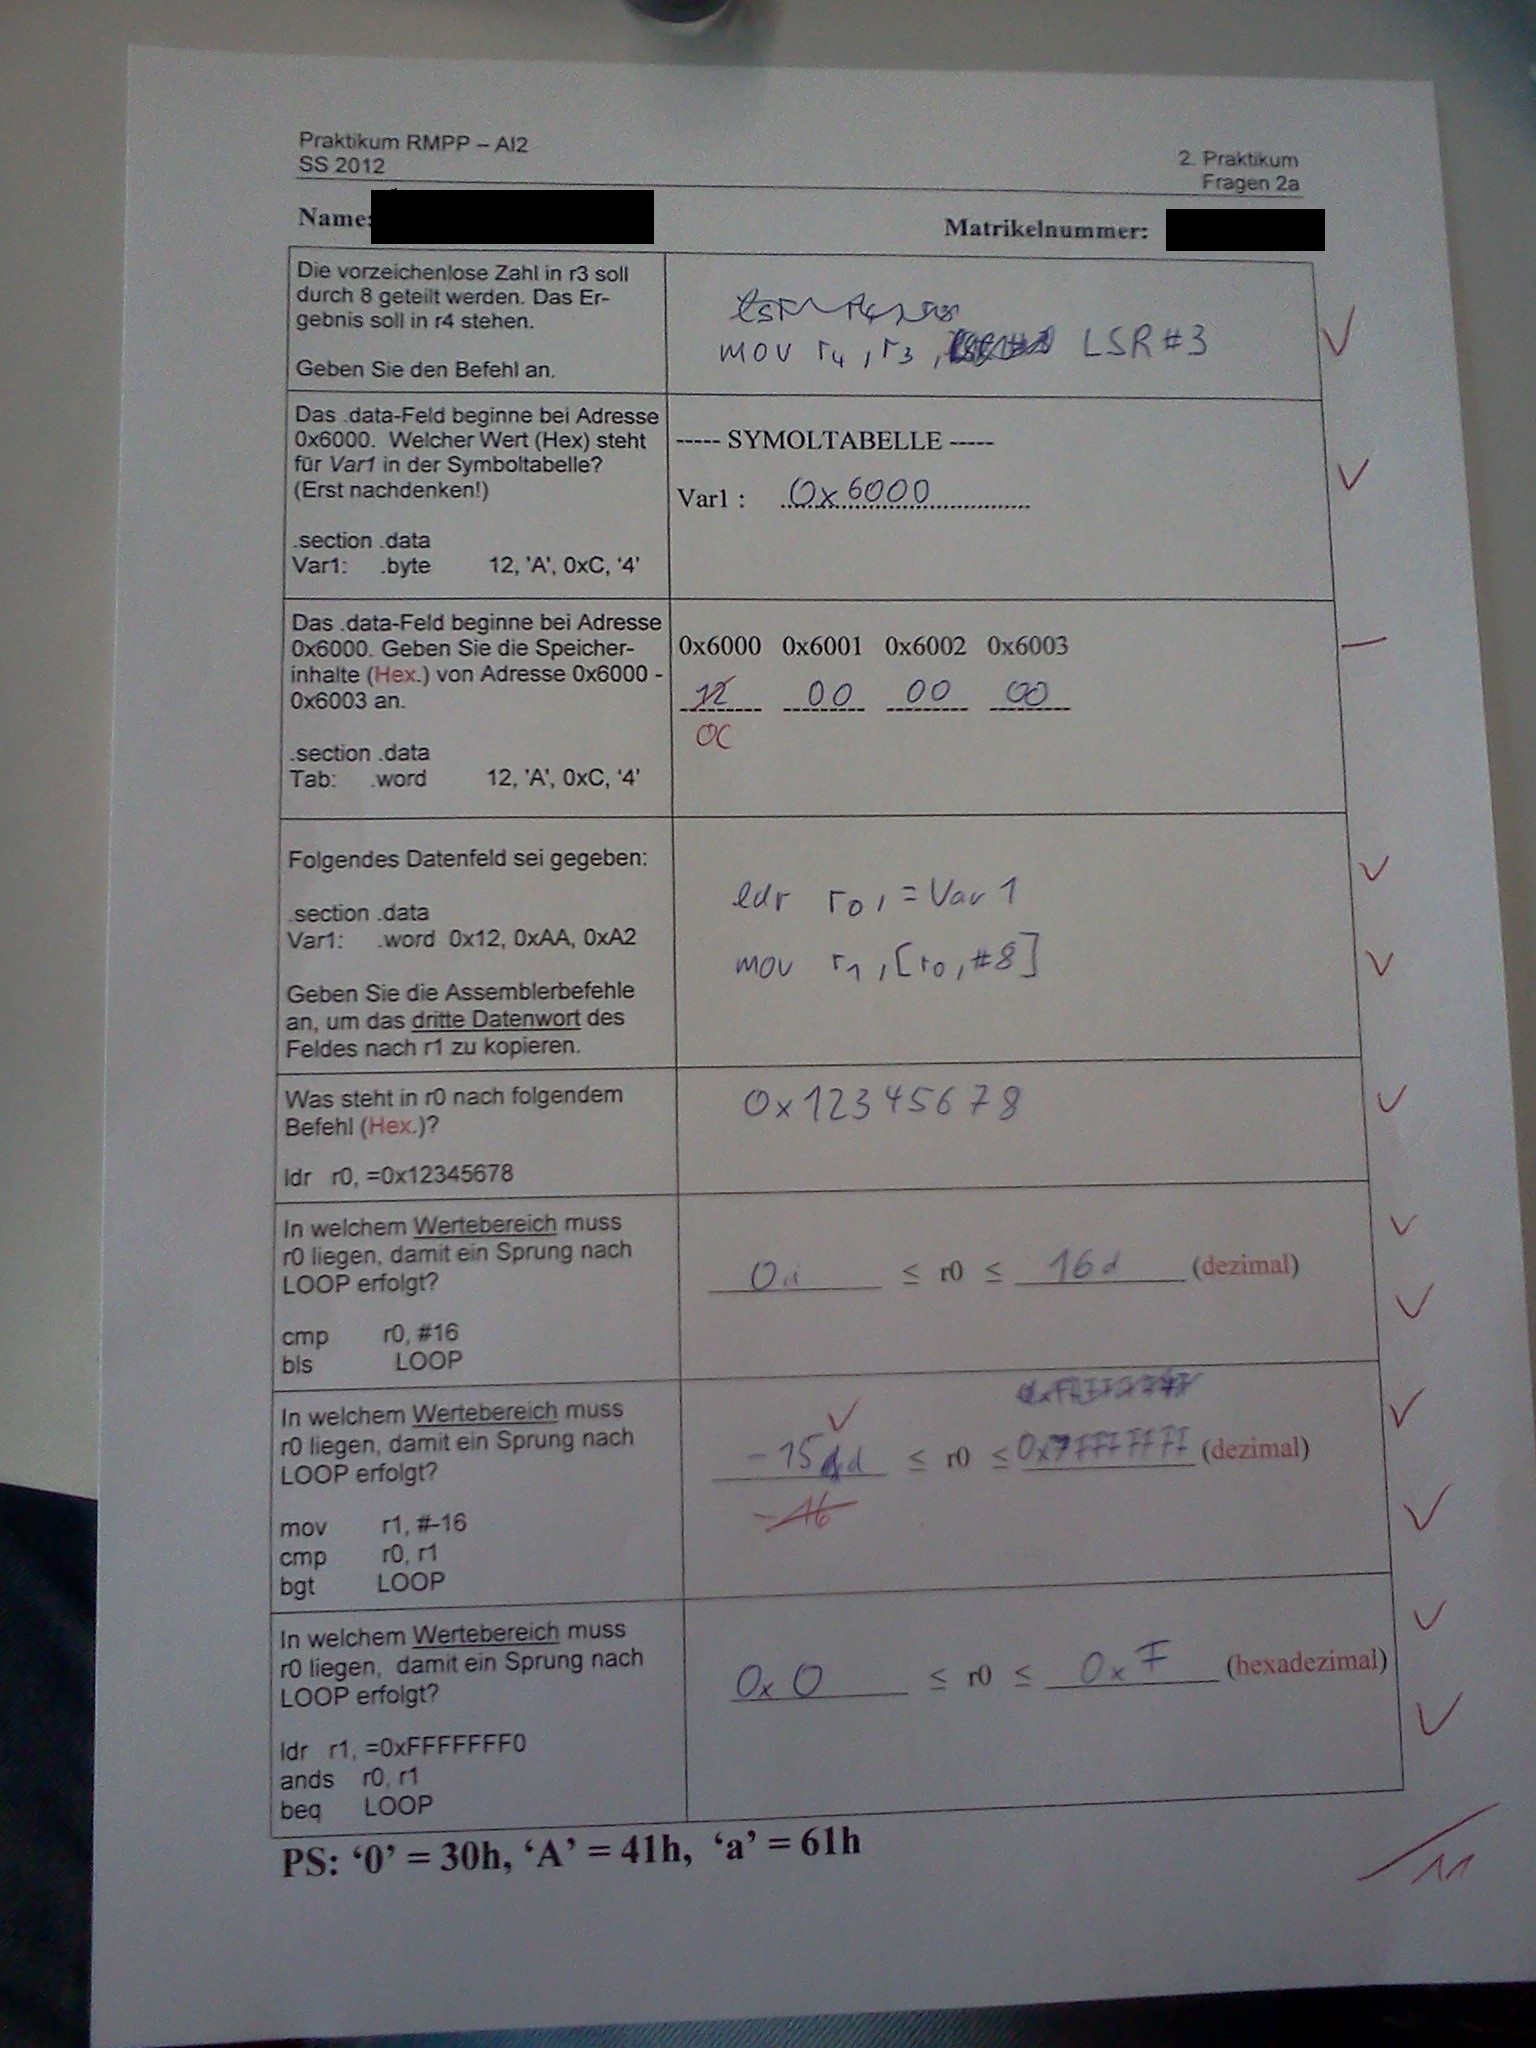 Praktikum RMPP – AI2
SS 2012
2. Praktikum
Fragen 2a
Name:
Matrikelnummer:
Die vorzeichenlose Zahl in r3 soll
durch 8 geteilt werden. Das Er-
gebnis soll in r4 stehen.
Geben Sie den Befehl an.
mov r4, r3, LSR #3
Das .data-Feld beginne bei Adresse
0x6000. Welcher Wert (Hex) steht
für Var1 in der Symboltabelle?
(Erst nachdenken!)
.section .data
Var1: .byte 12, 'A', 0xC, '4'
----- SYMOLTABELLE -----
Var1 : 0x6000
Das .data-Feld beginne bei Adresse
0x6000. Geben Sie die Speicher-
inhalte (Hex.) von Adresse 0x6000 -
0x6003 an.
.section .data
Tab: .word 12, 'A', 0xC, '4'
0x6000 0x6001 0x6002 0x6003
12 00 00 00
0C
Folgendes Datenfeld sei gegeben:
.section .data
Var1: .word 0x12, 0xAA, 0xA2
Geben Sie die Assemblerbefehle
an, um das dritte Datenwort des
Feldes nach r1 zu kopieren.
ldr r0, =Var1
mov r1, [r0, #8]
Was steht in r0 nach folgendem
Befehl (Hex.)?
ldr r0, =0x12345678
0x12345678
In welchem Wertebereich muss
r0 liegen, damit ein Sprung nach
LOOP erfolgt?
cmp r0, #16
bls LOOP
0d ≤ r0 ≤ 16d (dezimal)
In welchem Wertebereich muss
r0 liegen, damit ein Sprung nach
LOOP erfolgt?
mov r1, #-16
cmp r0, r1
bgt LOOP
-15d ≤ r0 ≤ 0x7FFFFFFF (dezimal)
-16
In welchem Wertebereich muss
r0 liegen, damit ein Sprung nach
LOOP erfolgt?
ldr r1, =0xFFFFFFF0
ands r0, r1
beq LOOP
0x0 ≤ r0 ≤ 0xF (hexadezimal)
PS: ‘0’ = 30h, ‘A’ = 41h, ‘a’ = 61h
11